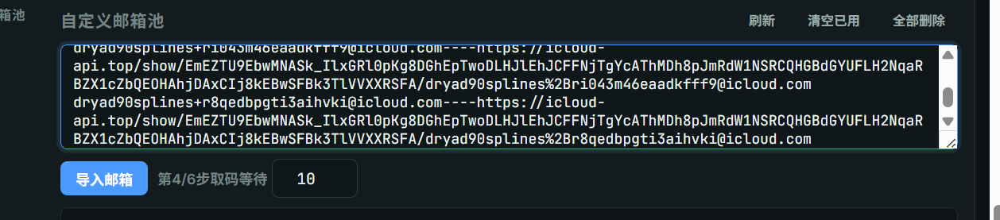 箱池
自定义邮箱池
刷新 清空已用 全部删除
dryad90splines+ri043m46eaadkfff9@icloud.com----https://icloud-
api.top/show/EmEZTU9EbwMNASk_IlxGRl0pKg8DGhEpTwoDLHJlEhJCFFNjTgYcAThMDh8pJmRdW1NSRCQHGBdGYUFLH2NqaR
BZX1cZbQEOHAhjDAxCIj8kEBwSFBk3TlVVXXRSFA/dryad90splines%2Bri043m46eaadkfff9@icloud.com
dryad90splines+r8qedbpgti3aihvki@icloud.com----https://icloud-
api.top/show/EmEZTU9EbwMNASk_IlxGRl0pKg8DGhEpTwoDLHJlEhJCFFNjTgYcAThMDh8pJmRdW1NSRCQHGBdGYUFLH2NqaR
BZX1cZbQEOHAhjDAxCIj8kEBwSFBk3TlVVXXRSFA/dryad90splines%2Br8qedbpgti3aihvki@icloud.com
导入邮箱 第4/6步取码等待 10